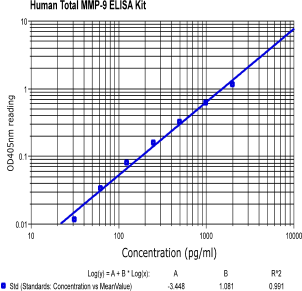 Human Total MMP-9 ELISA Kit
OD405nm reading
10
1
0.1
0.01
10 100 1000 10000
Concentration (pg/ml)
Log(y) = A + B * Log(x): A B R^2
Std (Standards: Concentration vs MeanValue) -3.448 1.081 0.991